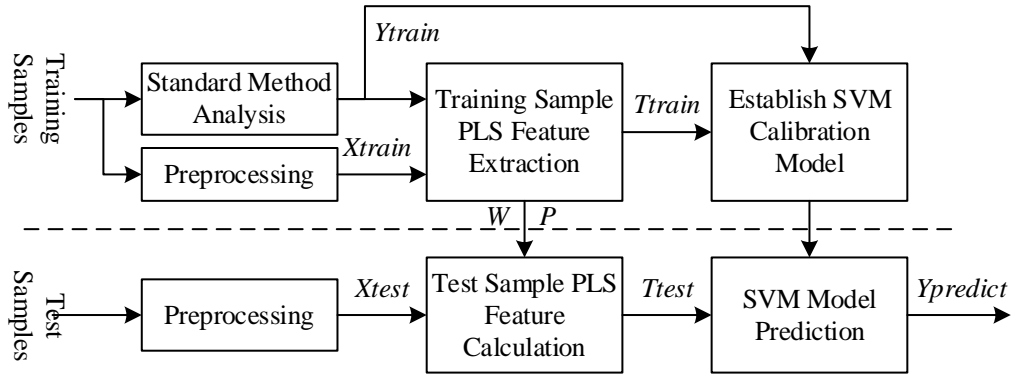 Ytrain
Training
Samples
Standard Method
Analysis
Training Sample
PLS Feature
Extraction
Ttrain
Establish SVM
Calibration
Model
Xtrain
Preprocessing
W P
Test
Samples
Preprocessing
Xtest
Test Sample PLS
Feature
Calculation
Ttest
SVM Model
Prediction
Ypredict